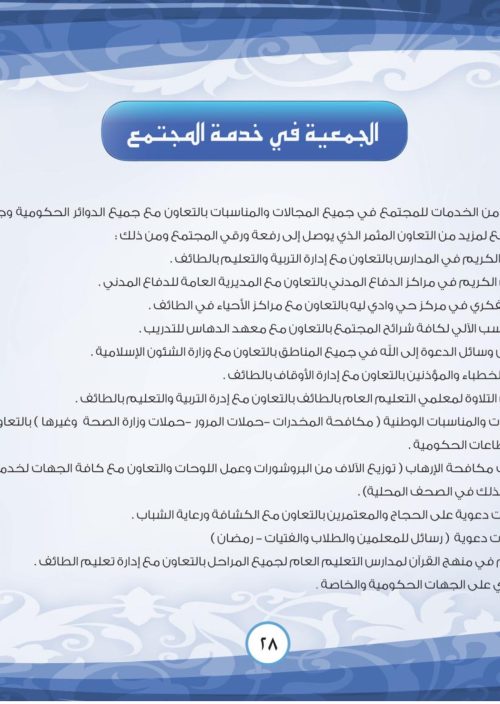 الجمعية في خدمة المجتمع
من الخدمات للمجتمع في جميع المجالات والمناسبات بالتعاون مع جميع الدوائر الحكومية
لمزيد من التعاون المثمر الذي يوصل إلى رفعة ورقي المجتمع ومن ذلك :
الكريم في المدارس بالتعاون مع إدارة التربية والتعليم بالطائف .
الكريم في مراكز الدفاع المدني بالتعاون مع المديرية العامة للدفاع المدني .
فكري في مركز حي وادي ليه بالتعاون مع مراكز الأحياء في الطائف .
سب الآلي لكافة شرائح المجتمع بالتعاون مع معهد الدهاس للتدريب .
وسائل الدعوة إلى الله في جميع المناطق بالتعاون مع وزارة الشئون الإسلامية .
لخطباء والمؤذنين بالتعاون مع إدارة الأوقاف بالطائف .
التلاوة لمعلمي التعليم العام بالطائف بالتعاون مع إدرة التربية والتعليم بالطائف .
ت والمناسبات الوطنية ( مكافحة المخدرات -حملات المرور -حملات وزارة الصحة وغيرها ) بالتعاو
طاعات الحكومية .
مكافحة الإرهاب ( توزيع الآلاف من البروشورات وعمل اللوحات والتعاون مع كافة الجهات لخدم
ذلك في الصحف المحلية) .
ت دعوية على الحجاج والمعتمرين بالتعاون مع الكشافة ورعاية الشباب .
ت دعوية ( رسائل للمعلمين والطلاب والفتيات - رمضان )
م في منهج القرآن لمدارس التعليم العام لجميع المراحل بالتعاون مع إدارة تعليم الطائف .
ي على الجهات الحكومية والخاصة .
٢٨